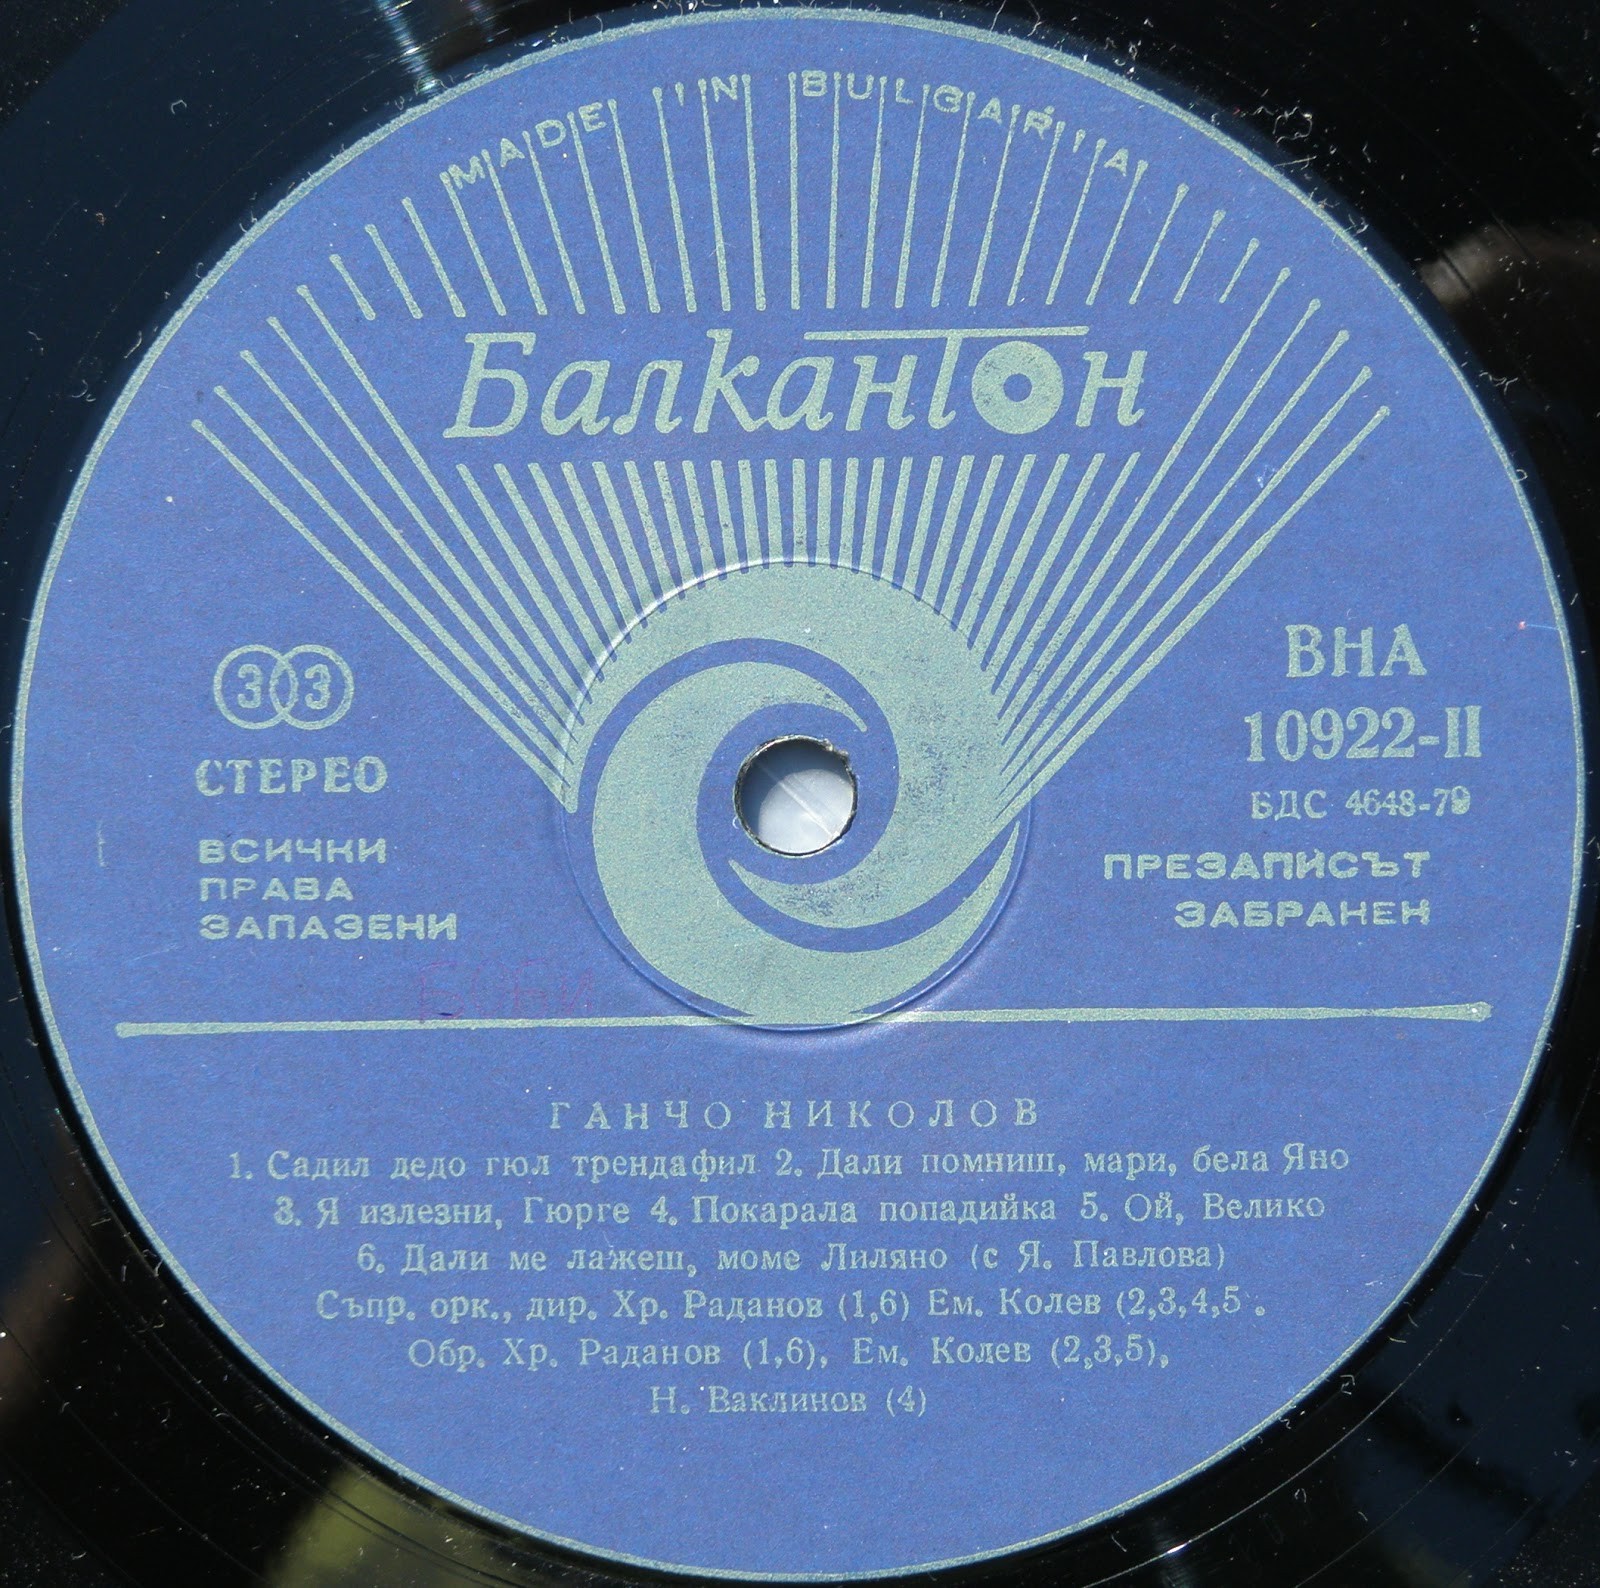 MADE IN BULGARIA
Балкантон
33
СТЕРЕО
ВСИЧКИ
ПРАВА
ЗАПАЗЕНИ
ВНА
10922-II
БДС 4648-79
ПРЕЗАПИСЪТ
ЗАБРАНЕН
ГАНЧО НИКОЛОВ
1. Садил дедо гюл трендафил 2. Дали помниш, мари, бела Яно
3. Я излезни, Гюрге 4. Покарала попадийка 5. Ой, Велико
6. Дали ме лажеш, моме Лиляно (с Я. Павлова)
Съпр. орк., дир. Хр. Раданов (1,6) Ем. Колев (2,3,4,5).
Обр. Хр. Раданов (1,6), Ем. Колев (2,3,5),
Н. Ваклинов (4)